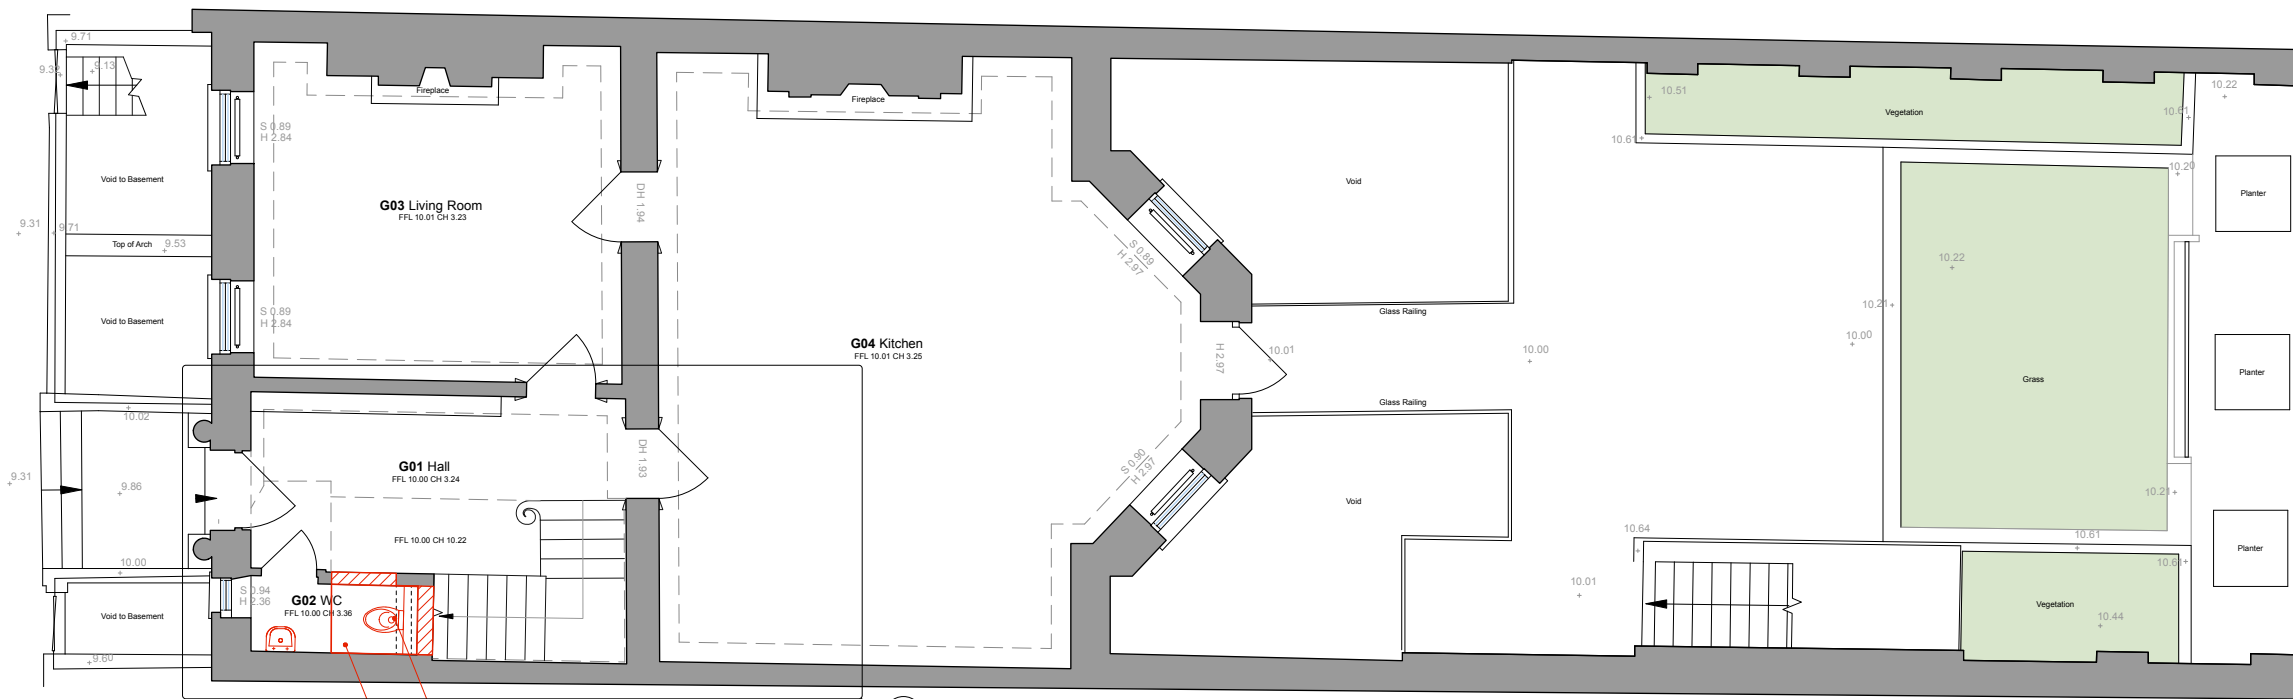 9.71
9.32
9.13
Void to Basement
9.31
9.71
Top of Arch
9.53
Void to Basement
10.02
9.31
9.86
10.00
Void to Basement
9.60
Fireplace
S 0.89
H 2.84
G03 Living Room
FFL 10.01 CH 3.23
S 0.89
H 2.84
DH 1.94
G01 Hall
FFL 10.00 CH 3.24
DH 1.93
FFL 10.00 CH 10.22
S 0.94
H 2.36
G02 WC
FFL 10.00 CH 3.36
Fireplace
G04 Kitchen
FFL 10.01 CH 3.25
S 0.89
H 2.97
H 2.97
S 0.90
H 2.97
10.01
Void
Glass Railing
Glass Railing
Void
10.00
10.51
10.61
Vegetation
10.61
10.22
10.20
Planter
10.22
10.21
10.00
Grass
Planter
10.21
10.64
10.61
10.61
Planter
10.01
Vegetation
10.44